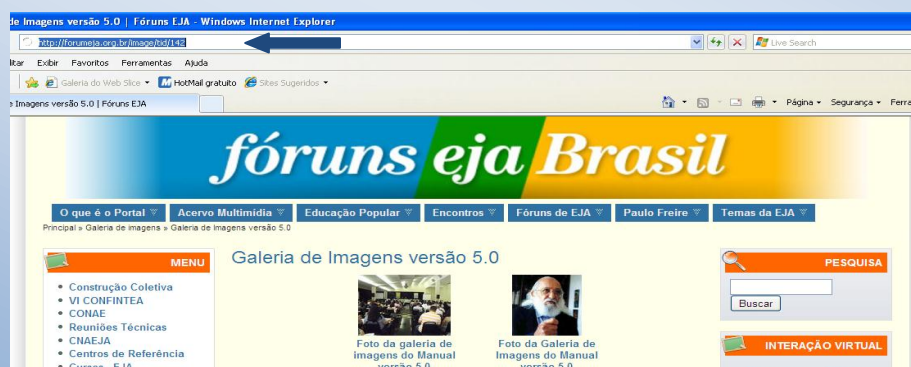 de Imagens versão 5.0 | Fóruns EJA - Windows Internet Explorer
http://forumeja.org.br/image/tid/142
Live Search
itar Exibir Favoritos Ferramentas Ajuda
Galeria do Web Slice HotMail gratuito Sites Sugeridos
e Imagens versão 5.0 | Fóruns EJA
Página Segurança Ferra
fóruns eja Brasil
O que é o Portal Acervo Multimídia Educação Popular Encontros Fóruns de EJA Paulo Freire Temas da EJA
Principal » Galeria de imagens » Galeria de Imagens versão 5.0
MENU
Construção Coletiva
VI CONFINTEA
CONAE
Reuniões Técnicas
CNAEJA
Centros de Referência
Cursos - EJA
Galeria de Imagens versão 5.0
Foto da galeria de
imagens do Manual
versão 5.0
Foto da Galeria de
Imagens do Manual
versão 5.0
PESQUISA
Buscar
INTERAÇÃO VIRTUAL